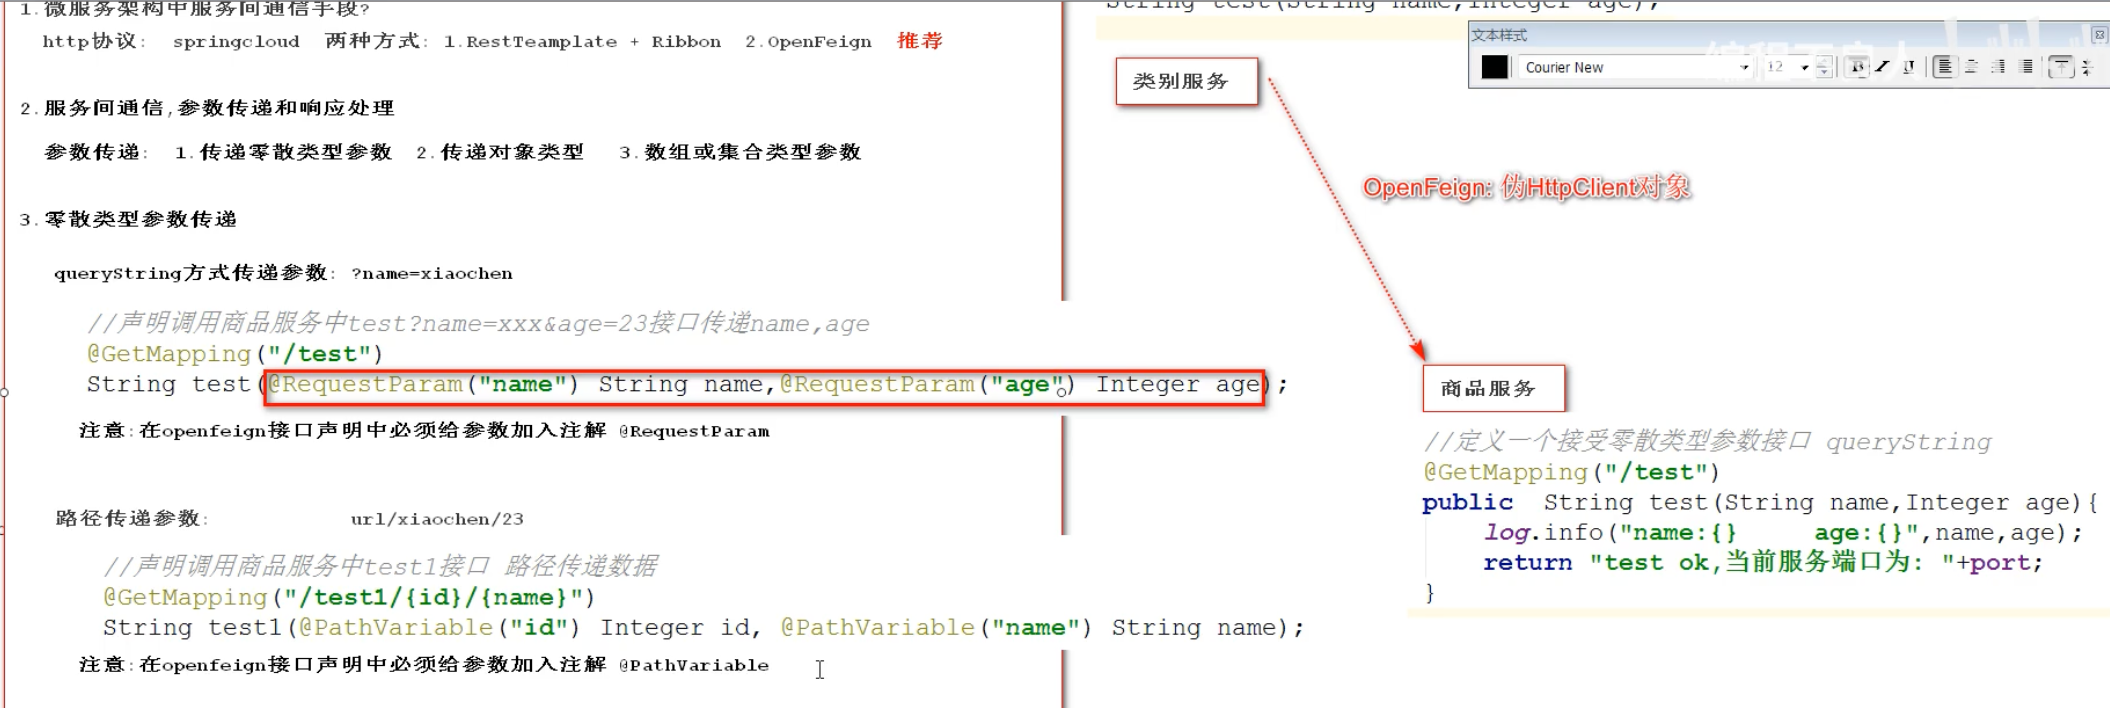 1.微服务架构中服务间通信手段?
http协议: springcloud 两种方式: 1.RestTeamplate + Ribbon 2.OpenFeign 推荐
2.服务间通信,参数传递和响应处理
参数传递: 1.传递零散类型参数 2.传递对象类型 3.数组或集合类型参数
3.零散类型参数传递
queryString方式传递参数: ?name=xiaochen
//声明调用商品服务中test?name=xxx&age=23接口传递name,age
@GetMapping("/test")
String test(@RequestParam("name") String name,@RequestParam("age") Integer age);
注意:在openfeign接口声明中必须给参数加入注解 @RequestParam
路径传递参数: url/xiaochen/23
//声明调用商品服务中test1接口 路径传递数据
@GetMapping("/test1/{id}/{name}")
String test1(@PathVariable("id") Integer id, @PathVariable("name") String name);
注意:在openfeign接口声明中必须给参数加入注解 @PathVariable
String test(String name,Integer age);
文本样式
Courier New 12 B I U
编程不良人
类别服务
OpenFeign: 伪HttpClient对象
商品服务
//定义一个接受零散类型参数接口 queryString
@GetMapping("/test")
public String test(String name,Integer age){
log.info("name:{} age:{}",name,age);
return "test ok,当前服务端口为: "+port;
}